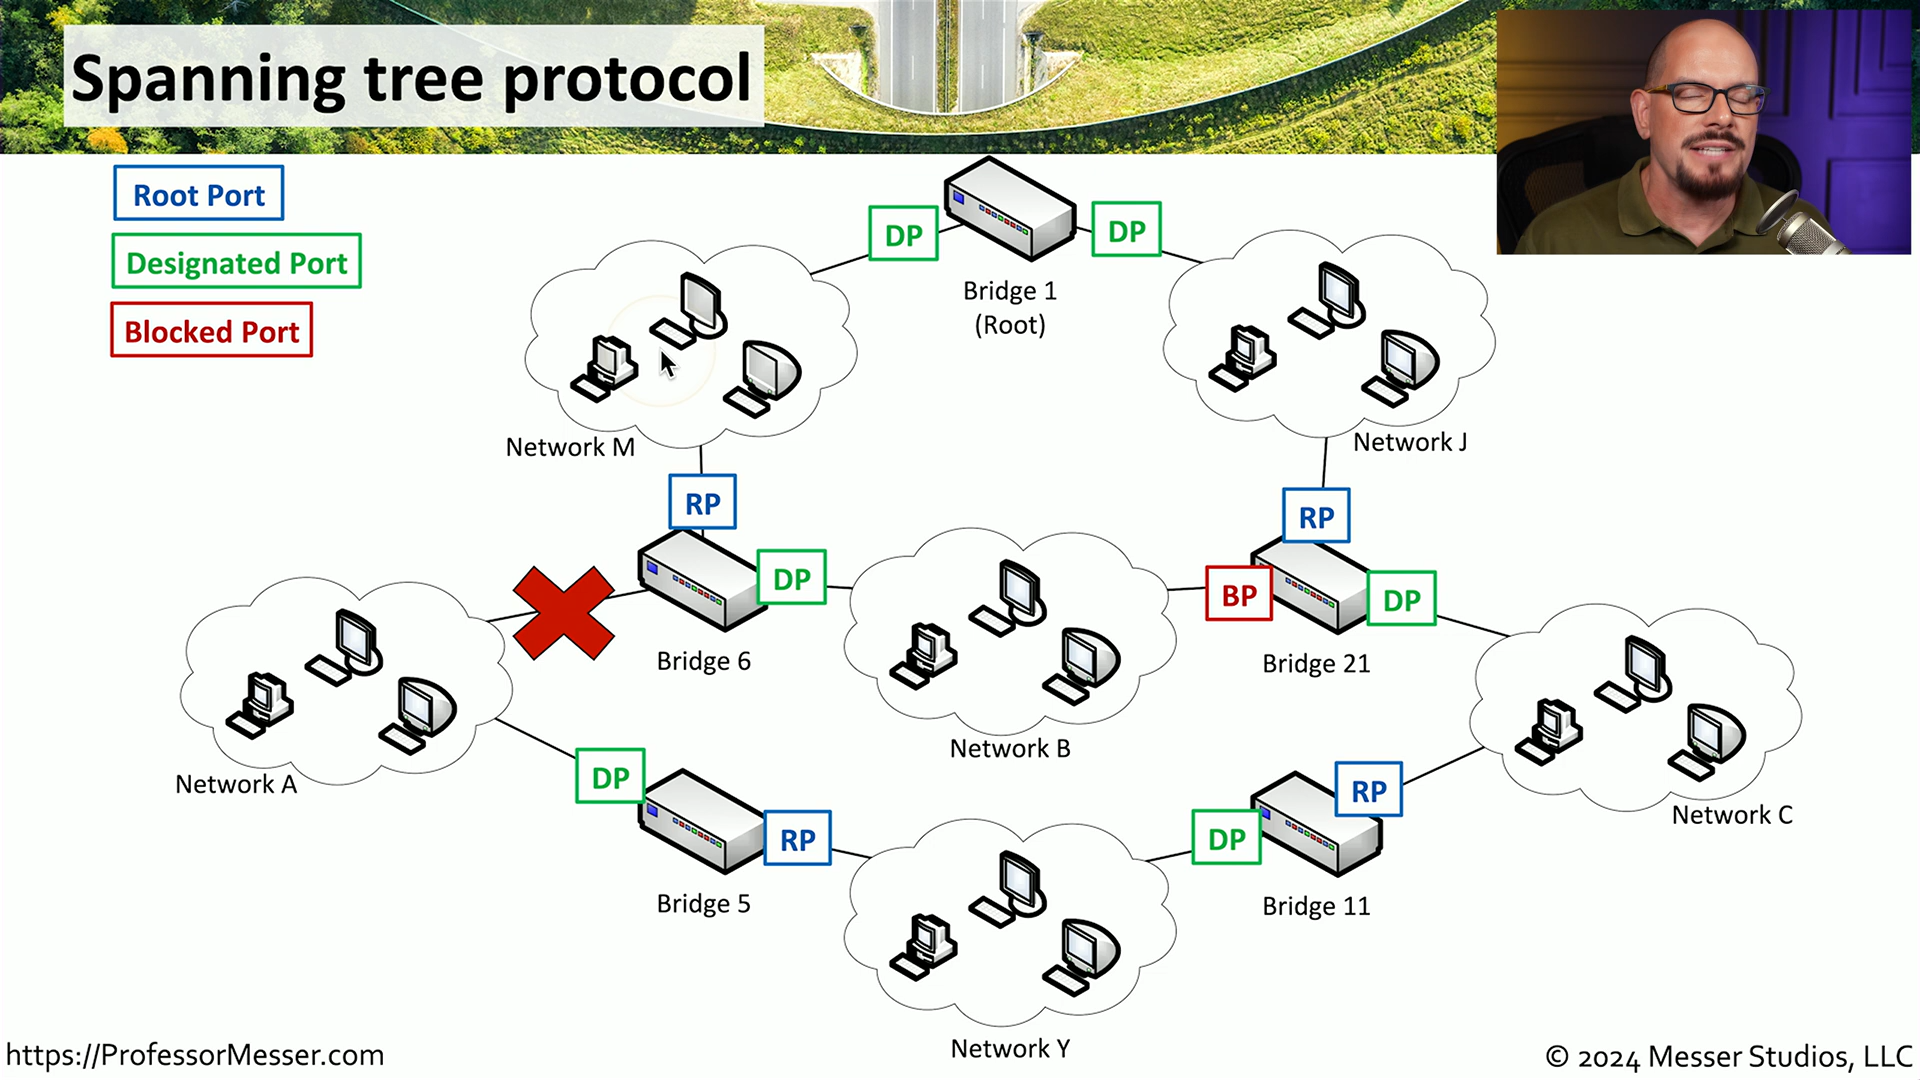 Spanning tree protocol
Root Port
Designated Port
Blocked Port
DP
DP
Bridge 1
(Root)
Network M
Network J
RP
RP
DP
BP
DP
Bridge 6
Bridge 21
Network B
Network A
Network C
DP
RP
DP
RP
Bridge 5
Bridge 11
Network Y
https://ProfessorMesser.com
© 2024 Messer Studios, LLC